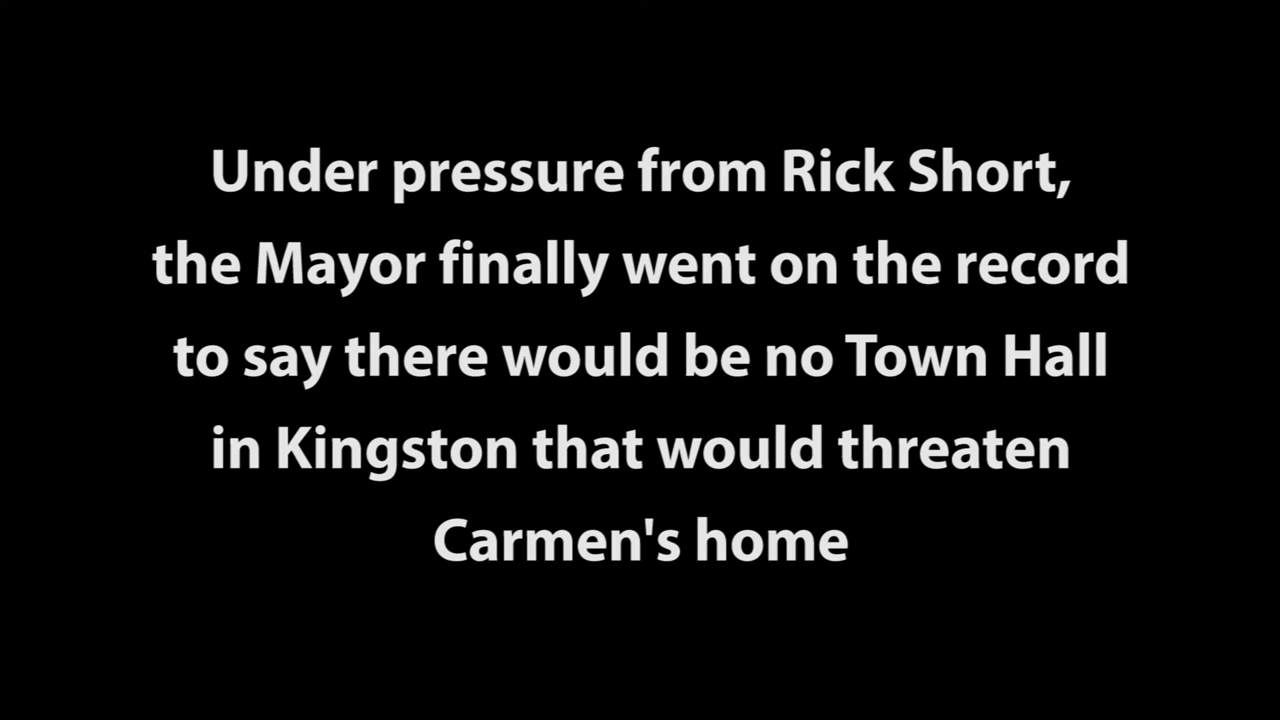 Under pressure from Rick Short,
the Mayor finally went on the record
to say there would be no Town Hall
in Kingston that would threaten
Carmen's home